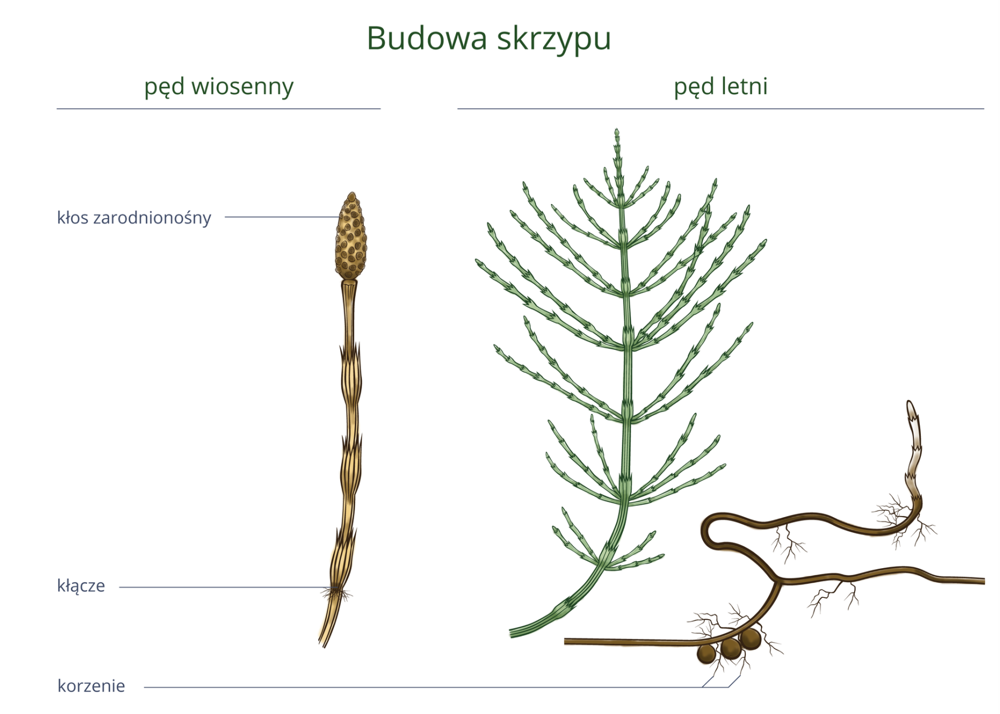 Budowa skrzypu
pęd wiosenny
pęd letni
kłos zarodnionośny
kłącze
korzenie